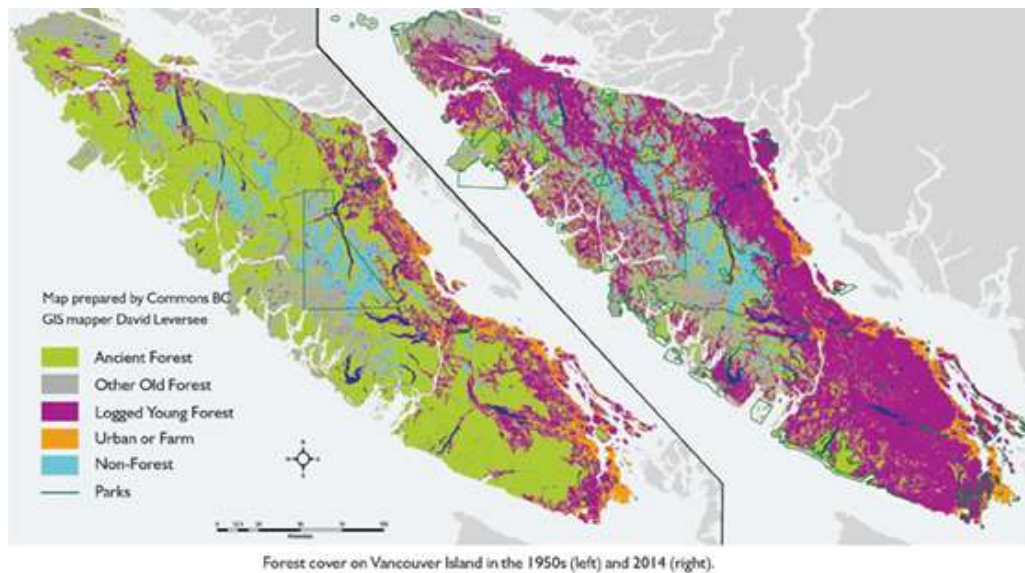 Map prepared by Commons BC
GIS mapper David Leversee
Ancient Forest
Other Old Forest
Logged Young Forest
Urban or Farm
Non-Forest
Parks
Forest cover on Vancouver Island in the 1950s (left) and 2014 (right).